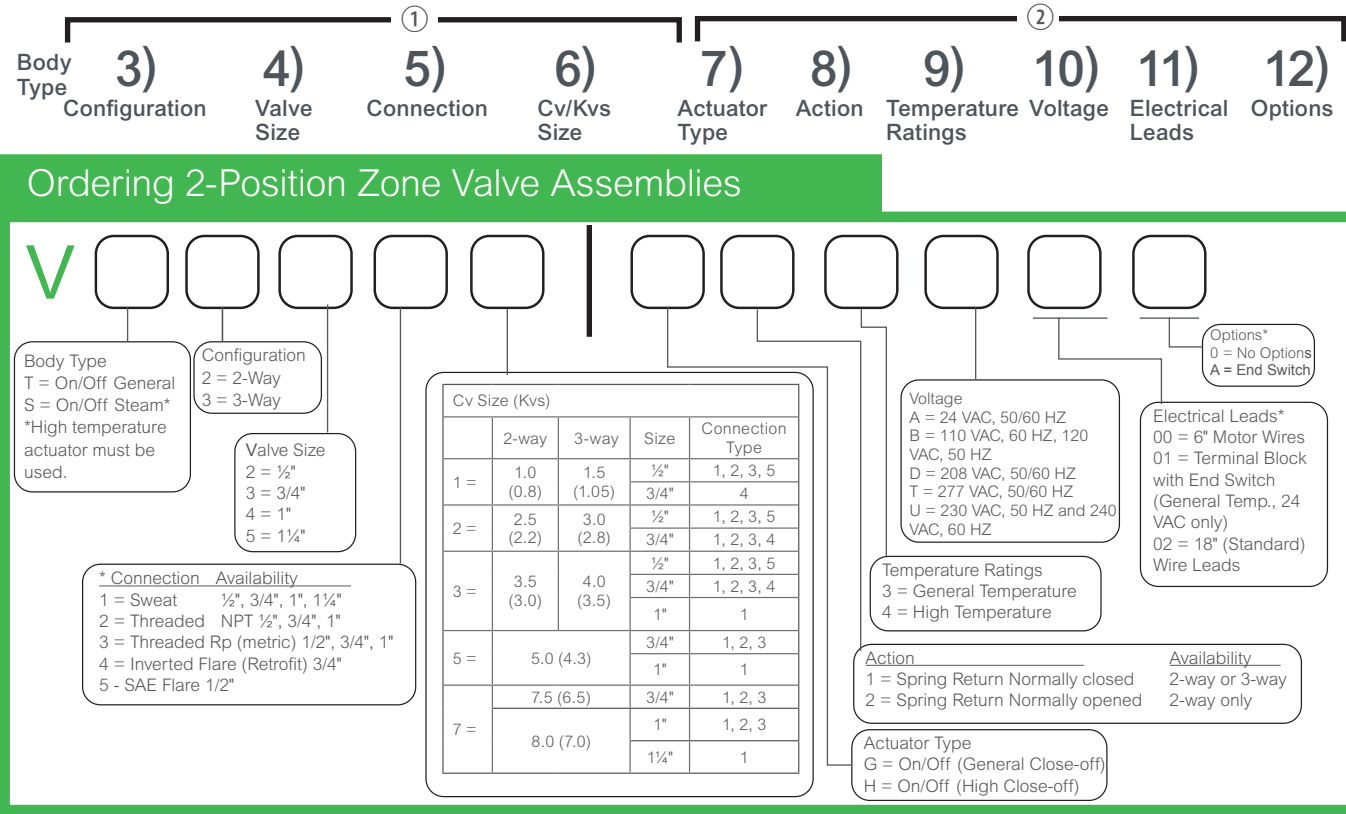 ① ②
Body Type
3) 4) 5) 6) 7) 8) 9) 10) 11) 12)
Configuration
Valve Size
Connection
Cv/Kvs Size
Actuator Type
Action
Temperature Ratings
Voltage
Electrical Leads
Options
Ordering 2-Position Zone Valve Assemblies
V
Body Type
T = On/Off General
S = On/Off Steam*
*High temperature
actuator must be
used.
Configuration
2 = 2-Way
3 = 3-Way
Valve Size
2 = ½"
3 = 3/4"
4 = 1"
5 = 1¼"
* Connection Availability
1 = Sweat ½", 3/4", 1", 1¼"
2 = Threaded NPT ½", 3/4", 1"
3 = Threaded Rp (metric) 1/2", 3/4", 1"
4 = Inverted Flare (Retrofit) 3/4"
5 - SAE Flare 1/2"
Cv Size (Kvs)
2-way 3-way Size Connection Type
1 = 1.0 (0.8) 1.5 (1.05) ½" 1, 2, 3, 5
3/4" 4
2 = 2.5 (2.2) 3.0 (2.8) ½" 1, 2, 3, 5
3/4" 1, 2, 3, 4
3 = 3.5 (3.0) 4.0 (3.5) ½" 1, 2, 3, 5
3/4" 1, 2, 3, 4
1" 1
5 = 5.0 (4.3) 3/4" 1, 2, 3
1" 1
7 = 7.5 (6.5) 3/4" 1, 2, 3
8.0 (7.0) 1" 1, 2, 3
1¼" 1
Options*
0 = No Options
A = End Switch
Voltage
A = 24 VAC, 50/60 HZ
B = 110 VAC, 60 HZ, 120
VAC, 50 HZ
D = 208 VAC, 50/60 HZ
T = 277 VAC, 50/60 HZ
U = 230 VAC, 50 HZ and 240
VAC, 60 HZ
Electrical Leads*
00 = 6" Motor Wires
01 = Terminal Block
with End Switch
(General Temp., 24
VAC only)
02 = 18" (Standard)
Wire Leads
Temperature Ratings
3 = General Temperature
4 = High Temperature
Action Availability
1 = Spring Return Normally closed 2-way or 3-way
2 = Spring Return Normally opened 2-way only
Actuator Type
G = On/Off (General Close-off)
H = On/Off (High Close-off)